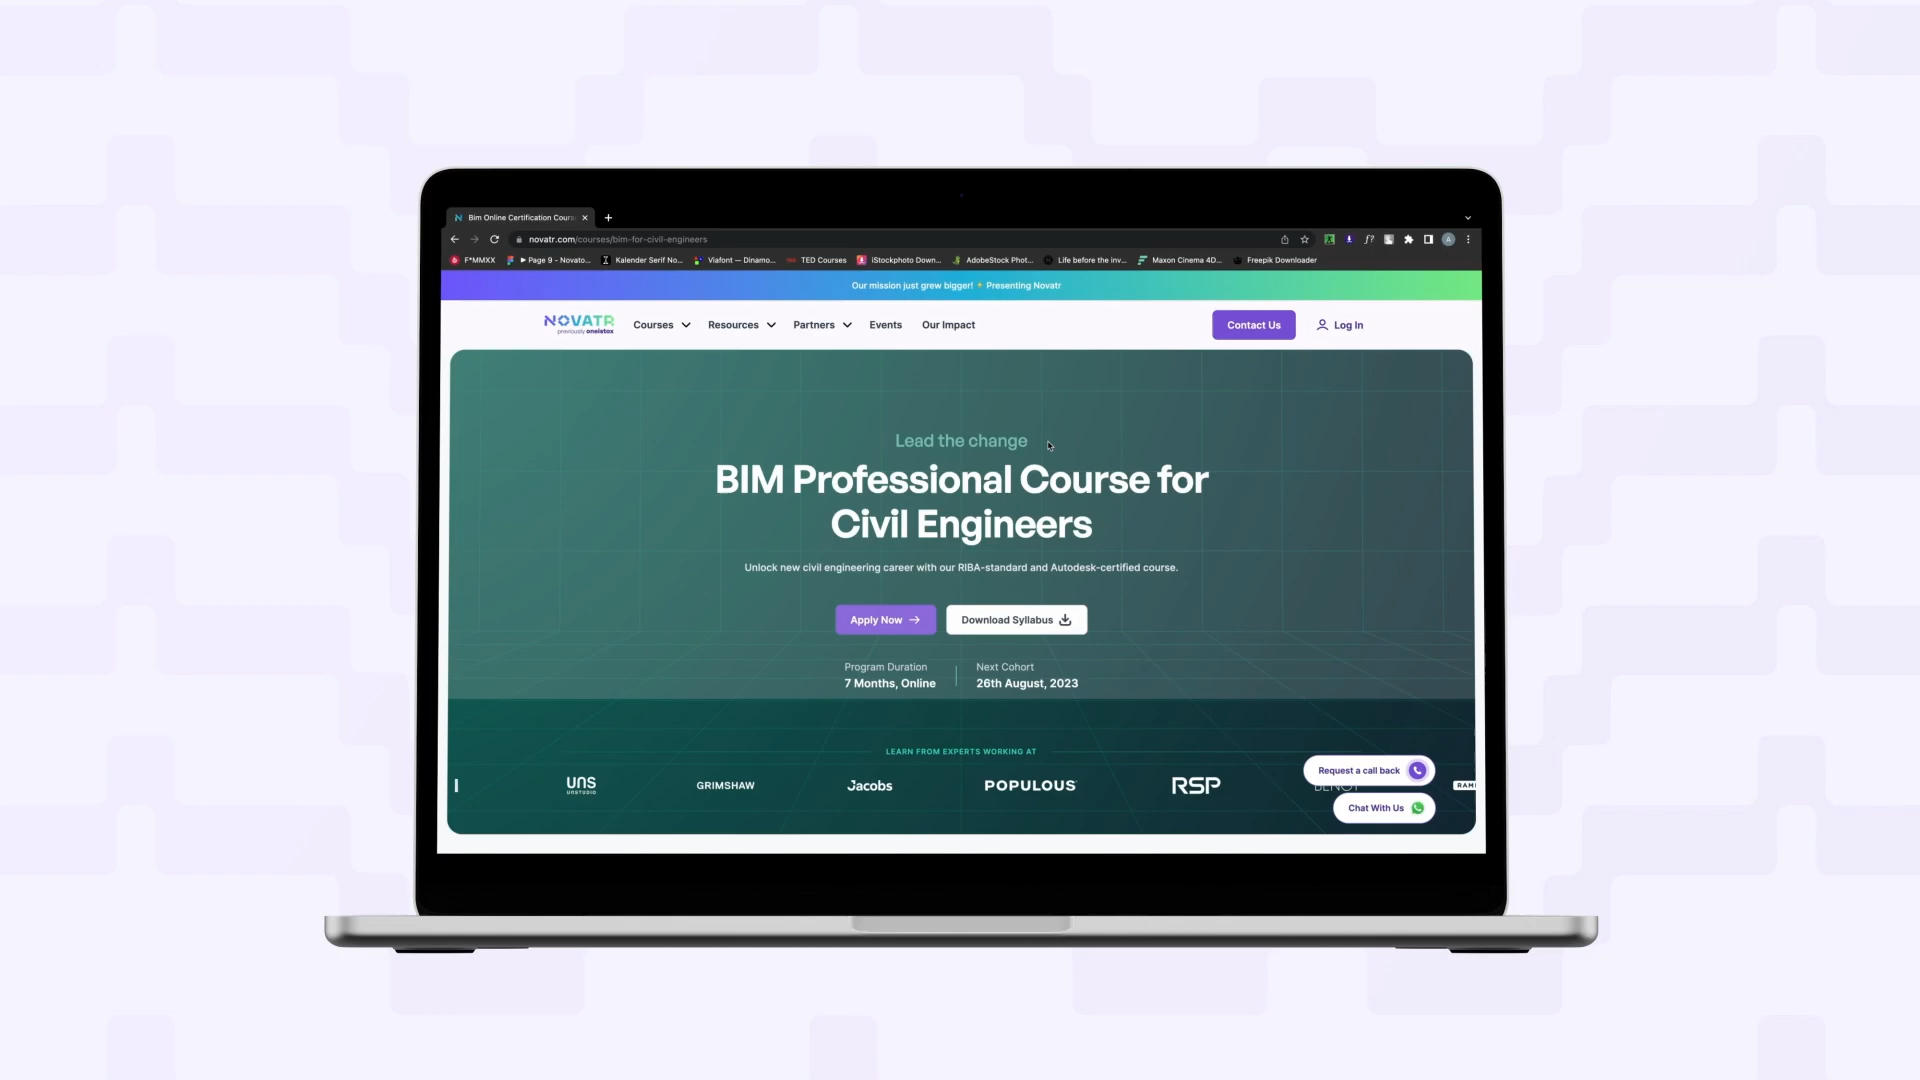 Bim Online Certification Cours
novatr.com/courses/bim-for-civil-engineers
F*MMXX
Page 9 - Novato...
Kalender Serif No...
Viafont — Dinamo...
TED Courses
iStockphoto Down...
AdobeStock Phot...
Life before the inv...
Maxon Cinema 4D...
Freepik Downloader
Our mission just grew bigger! Presenting Novatr
NOVATR
previously oneistox
Courses
Resources
Partners
Events
Our Impact
Contact Us
Log In
Lead the change
BIM Professional Course for
Civil Engineers
Unlock new civil engineering career with our RIBA-standard and Autodesk-certified course.
Apply Now
Download Syllabus
Program Duration
7 Months, Online
Next Cohort
26th August, 2023
LEARN FROM EXPERTS WORKING AT
UNS
UNSTUDIO
GRIMSHAW
Jacobs
POPULOUS
RSP
Request a call back
Chat With Us